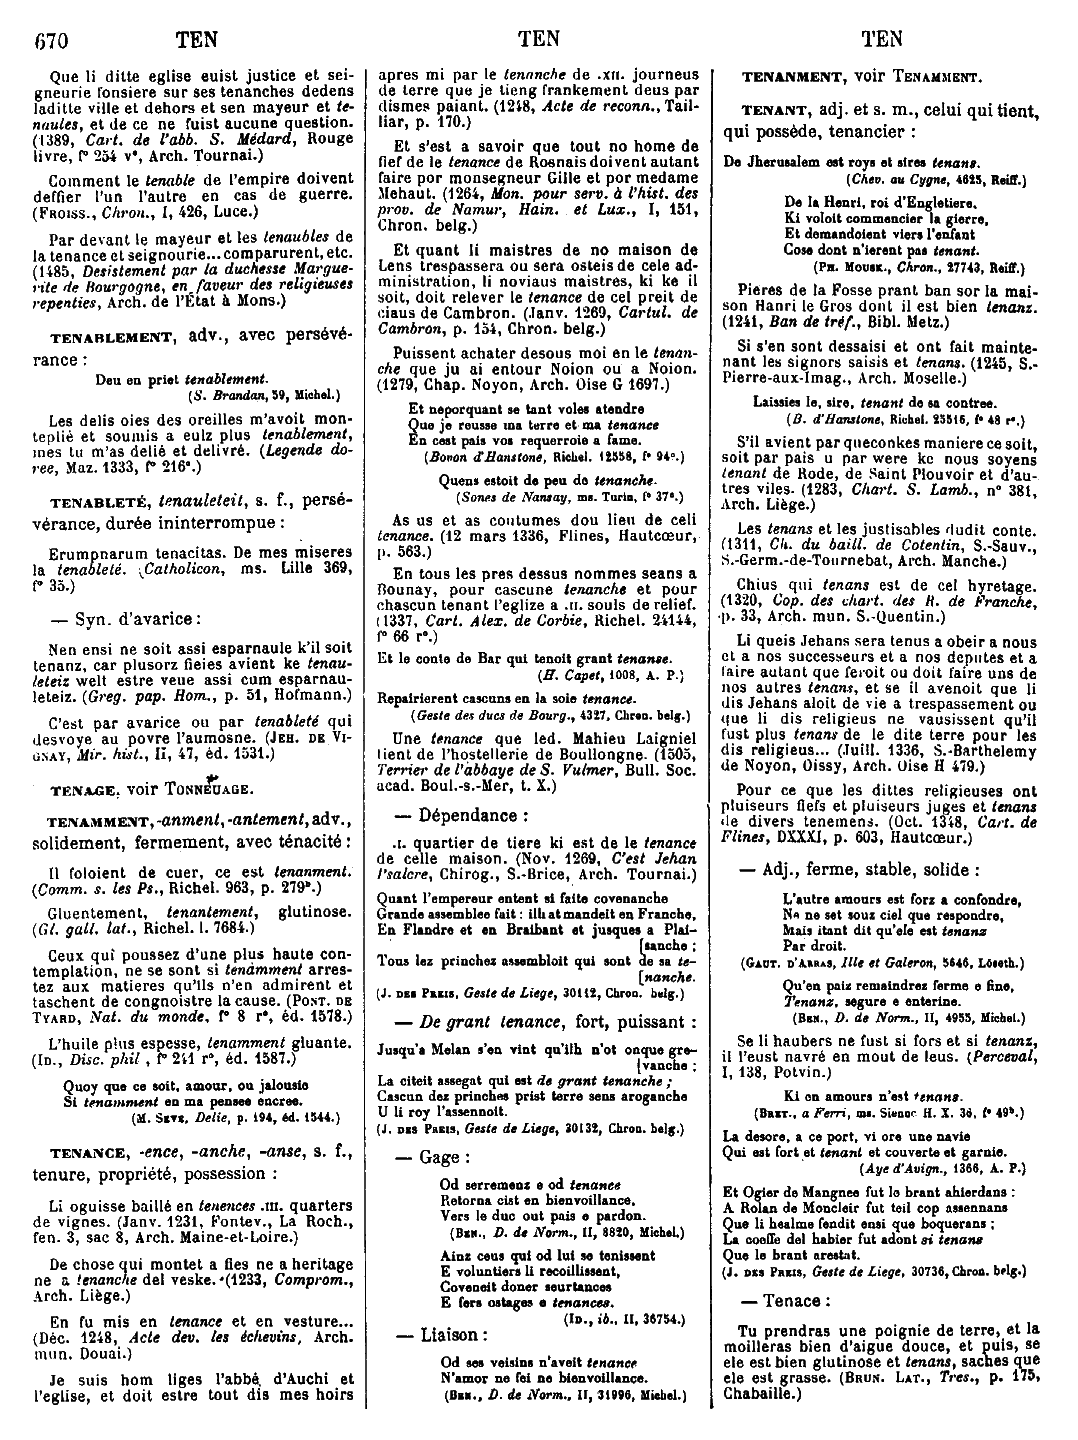 670 TEN TEN TEN
Que li ditte eglise euist justice et sei-
gneurie fonsiere sur ses tenanches dedens
laditte ville et dehors et sen mayeur et te-
naules, et de ce ne fuist aucune question.
(1389, Cart. de l'abb. S. Médard, Rouge
livre, f° 254 v°, Arch. Tournai.)
Comment le tenable de l'empire doivent
deffier l'un l'autre en cas de guerre.
(FROISS., Chron., I, 426, Luce.)
Par devant le mayeur et les tenaubles de
la tenance et seignourie... comparurent, etc.
(1485, Desistement par la duchesse Margue-
rite de Bourgogne, en faveur des religieuses
repenties, Arch. de l'État à Mons.)
TENABLEMENT, adv., avec persévé-
rance :
Deu en priet tenablement.
(S. Brandan, 59, Michel.)
Les delis oies des oreilles m'avoit mon-
teplié et soumis a eulz plus tenablement,
mes tu m'as delié et delivré. (Legende do-
ree, Maz. 1333, f° 216°.)
TENABLETÉ, tenauleteit, s. f., persé-
vérance, durée ininterrompue :
Erumpnarum tenacitas. De mes miseres
la tenableté. (Catholicon, ms. Lille 369,
f° 35.)
— Syn. d'avarice :
Nen ensi ne soit assi esparnaule k'il soit
tenanz, car plusorz fieies avient ke tenau-
leteiz welt estre veue assi cum esparnau-
leteiz. (Greg. pap. Hom., p. 51, Hofmann.)
C'est par avarice ou par tenableté qui
desvoye au povre l'aumosne. (JEH. DE VI-
GNAY, Mir. hist., II, 47, éd. 1531.)
TENAGE, voir TONNEUAGE.
TENAMMENT, -anment, -antement, adv.,
solidement, fermement, avec ténacité :
Il foloient de cuer, ce est tenanment.
(Comm. s. les Ps., Richel. 963, p. 279b.)
Gluentement, tenantement, glutinose.
(Gl. gall. lat., Richel. l. 7684.)
Ceux qui poussez d'une plus haute con-
templation, ne se sont si tenamment arres-
tez aux matieres qu'ils n'en admirent et
taschent de congnoistre la cause. (PONT. DE
TYARD, Nat. du monde, f° 8 r°, éd. 1578.)
L'huile plus espesse, tenamment gluante.
(ID., Disc. phil., f° 241 r°, éd. 1587.)
Quoy que ce soit, amour, ou jalousie
Si tenamment en ma pensee encree.
(M. SEVE, Delie, p. 194, éd. 1544.)
TENANCE, -ence, -anche, -anse, s. f.,
tenure, propriété, possession :
Li oguisse baillé en tenences .III. quarters
de vignes. (Janv. 1231, Fontev., La Roch.,
fen. 3, sac 8, Arch. Maine-et-Loire.)
De chose qui montet a fies ne a heritage
ne a tenanche del veske. (1233, Comprom.,
Arch. Liège.)
En fu mis en tenance et en vesture...
(Déc. 1248, Acte dev. les échevins, Arch.
mun. Douai.)
Je suis hom liges l'abbé d'Auchi et
l'eglise, et doit estre tout dis mes hoirs
apres mi par le tenanche de .XII. journeus
de terre que je tieng frankement deus par
dismes paiant. (1248, Acte de reconn., Tail-
liar, p. 170.)
Et s'est a savoir que tout no home de
fief de le tenance de Rosnais doivent autant
faire por monsegneur Gille et por medame
Mehaut. (1264, Mon. pour serv. à l'hist. des
prov. de Namur, Hain. et Lux., I, 151,
Chron. belg.)
Et quant li maistres de no maison de
Lens trespassera ou sera osteis de cele ad-
ministration, li noviaus maistres, ki ke il
soit, doit relever le tenance de cel preit de
ciaus de Cambron. (Janv. 1269, Cartul. de
Cambron, p. 154, Chron. belg.)
Puissent achater desous moi en le tenan-
che que ju ai entour Noion ou a Noion.
(1279, Chap. Noyon, Arch. Oise G 1697.)
Et neporquant se tant voles atendre
Que je reusse ma terre et ma tenance
En cest pais vos requerroie a fame.
(Bovon d'Hanstone, Richel. 12558, f° 94°.)
Quens estoit de peu de tenanche.
(Sones de Nansay, ms. Turin, f° 37°.)
As us et as coutumes dou lieu de celi
tenance. (12 mars 1336, Flines, Hautcœur,
p. 563.)
En tous les pres dessus nommes seans a
Bounay, pour cascune tenanche et pour
chascun tenant l'eglize a .II. souls de relief.
(1337, Cart. Alex. de Corbie, Richel. 24144,
f° 66 r°.)
Et le conte de Bar qui tenoit grant tenanse.
(H. Capet, 1008, A. P.)
Repairierent cascuns en la soie tenance.
(Geste des ducs de Bourg., 4327, Chron. belg.)
Une tenance que led. Mahieu Laigniel
tient de l'hostellerie de Boullongne. (1505,
Terrier de l'abbaye de S. Vulmer, Bull. Soc.
acad. Boul.-s.-Mer, t. X.)
— Dépendance :
.I. quartier de tiere ki est de le tenance
de celle maison. (Nov. 1269, C'est Jehan
l'salcre, Chirog., S.-Brice, Arch. Tournai.)
Quant l'empereur entent si faite covenanche
Grande assemblee fait : ilh at mandeit en Franche,
En Flandre et en Braibant et jusques a Plai-
[sanche ;
Tous lez princhez assembloit qui sont de sa te-
[nanche.
(J. DES PREIS, Geste de Liege, 30112, Chron. belg.)
— De grant tenance, fort, puissant :
Jusqu'a Melan s'en vint qu'ilh n'ot onque gre-
[vanche :
La citeit assegat qui est de grant tenanche ;
Cascun dez princhez prist terre sens aroganche
U li roy l'assennoit.
(J. DES PREIS, Geste de Liege, 30132, Chron. belg.)
— Gage :
Od serremenz e od tenance
Retorna cist en bienvoillance,
Vers le duc out pais e pardon.
(BEN., D. de Norm., II, 8820, Michel.)
Ainz ceus qui od lui se tenissent
E voluntiers li recoillissent,
Coveneit doner seurtances
E fers ostages e tenances.
(ID., ib., II, 36754.)
— Liaison :
Od ses veisins n'aveit tenance
N'amor ne fei ne bienvoillance.
(BEN., D. de Norm., II, 31996, Michel.)
TENANMENT, voir TENAMMENT.
TENANT, adj. et s. m., celui qui tient,
qui possède, tenancier :
De Jherusalem est roys et sires tenans.
(Chev. au Cygne, 4625, Reiff.)
De la Henri, roi d'Engletiere,
Ki voloit commencier la gierre,
Et demandoient viers l'enfant
Cose dont n'ierent pas tenant.
(PH. MOUSK., Chron., 27743, Reiff.)
Pieres de la Fosse prant ban sor la mai-
son Hanri le Gros dont il est bien tenanz.
(1241, Ban de tréf., Bibl. Metz.)
Si s'en sont dessaisi et ont fait mainte-
nant les signors saisis et tenans. (1245, S.-
Pierre-aux-Imag., Arch. Moselle.)
Laissies le, sire, tenant de sa contree.
(B. d'Hanstone, Richel. 25516, f° 48 r°.)
S'il avient par queconkes maniere ce soit,
soit par pais u par were ke nous soyens
tenant de Rode, de Saint Plouvoir et d'au-
tres viles. (1283, Chart. S. Lamb., n° 381,
Arch. Liège.)
Les tenans et les justisables dudit conte.
(1311, Ch. du baill. de Cotentin, S.-Sauv.,
S.-Germ.-de-Tournebat, Arch. Manche.)
Chius qui tenans est de cel hyretage.
(1320, Cop. des chart. des R. de Franche,
p. 33, Arch. mun. S.-Quentin.)
Li queis Jehans sera tenus a obeir a nous
et a nos successeurs et a nos deputes et a
faire autant que feroit ou doit faire uns de
nos autres tenans, et se il avenoit que li
dis Jehans aloit de vie a trespassement ou
que li dis religieus ne vausissent qu'il
fust plus tenans de le dite terre pour les
dis religieus... (Juill. 1336, S.-Barthelemy
de Noyon, Oissy, Arch. Oise H 479.)
Pour ce que les dittes religieuses ont
pluiseurs fiefs et pluiseurs juges et tenans
de divers tenemens. (Oct. 1348, Cart. de
Flines, DXXXI, p. 603, Hautcœur.)
— Adj., ferme, stable, solide :
L'autre amours est forz a confondre,
Na ne set souz ciel que respondre,
Mais itant dit qu'ele est tenanz
Par droit.
(GAUT. D'ARRAS, Ille et Galeron, 5646, Löseth.)
Qu'en paiz remaindrez ferme e fine,
Tenanz, segure e enterine.
(BEN., D. de Norm., II, 4955, Michel.)
Se li haubers ne fust si fors et si tenanz,
il l'eust navré en mout de leus. (Perceval,
I, 138, Potvin.)
Ki on amours n'est tenans.
(BRET., a Ferri, ms. Sienne H. X. 36, f° 49b.)
La desore, a ce port, vi ore une navie
Qui est fort et tenant et couverte et garnie.
(Aye d'Avign., 1366, A. P.)
Et Ogier de Mangnee fut le brant ahierdans :
A Rolan de Moncleir fut teil cop assennans
Que li healme fendit ensi que boquerans ;
La coeffe del habier fut adont si tenans
Que le brant arestat.
(J. DES PREIS, Geste de Liege, 30736, Chron. belg.)
— Tenace :
Tu prendras une poignie de terre, et la
moilleras bien d'aigue douce, et puis, se
ele est bien glutinose et tenans, saches que
ele est grasse. (BRUN. LAT., Tres., p. 175,
Chabaille.)